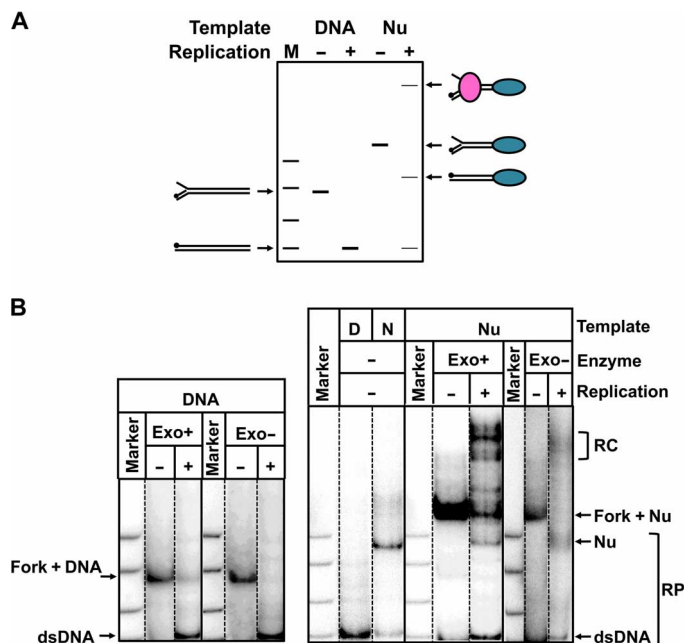 A
Template DNA Nu
Replication M – + – +
B
D N Nu Template
Marker – Marker Exo+ Marker Exo– Enzyme
– – + – + Replication
DNA
Marker Exo+ Marker Exo–
– + – +
RC
Fork + Nu
Nu
Fork + DNA
RP
dsDNA
dsDNA